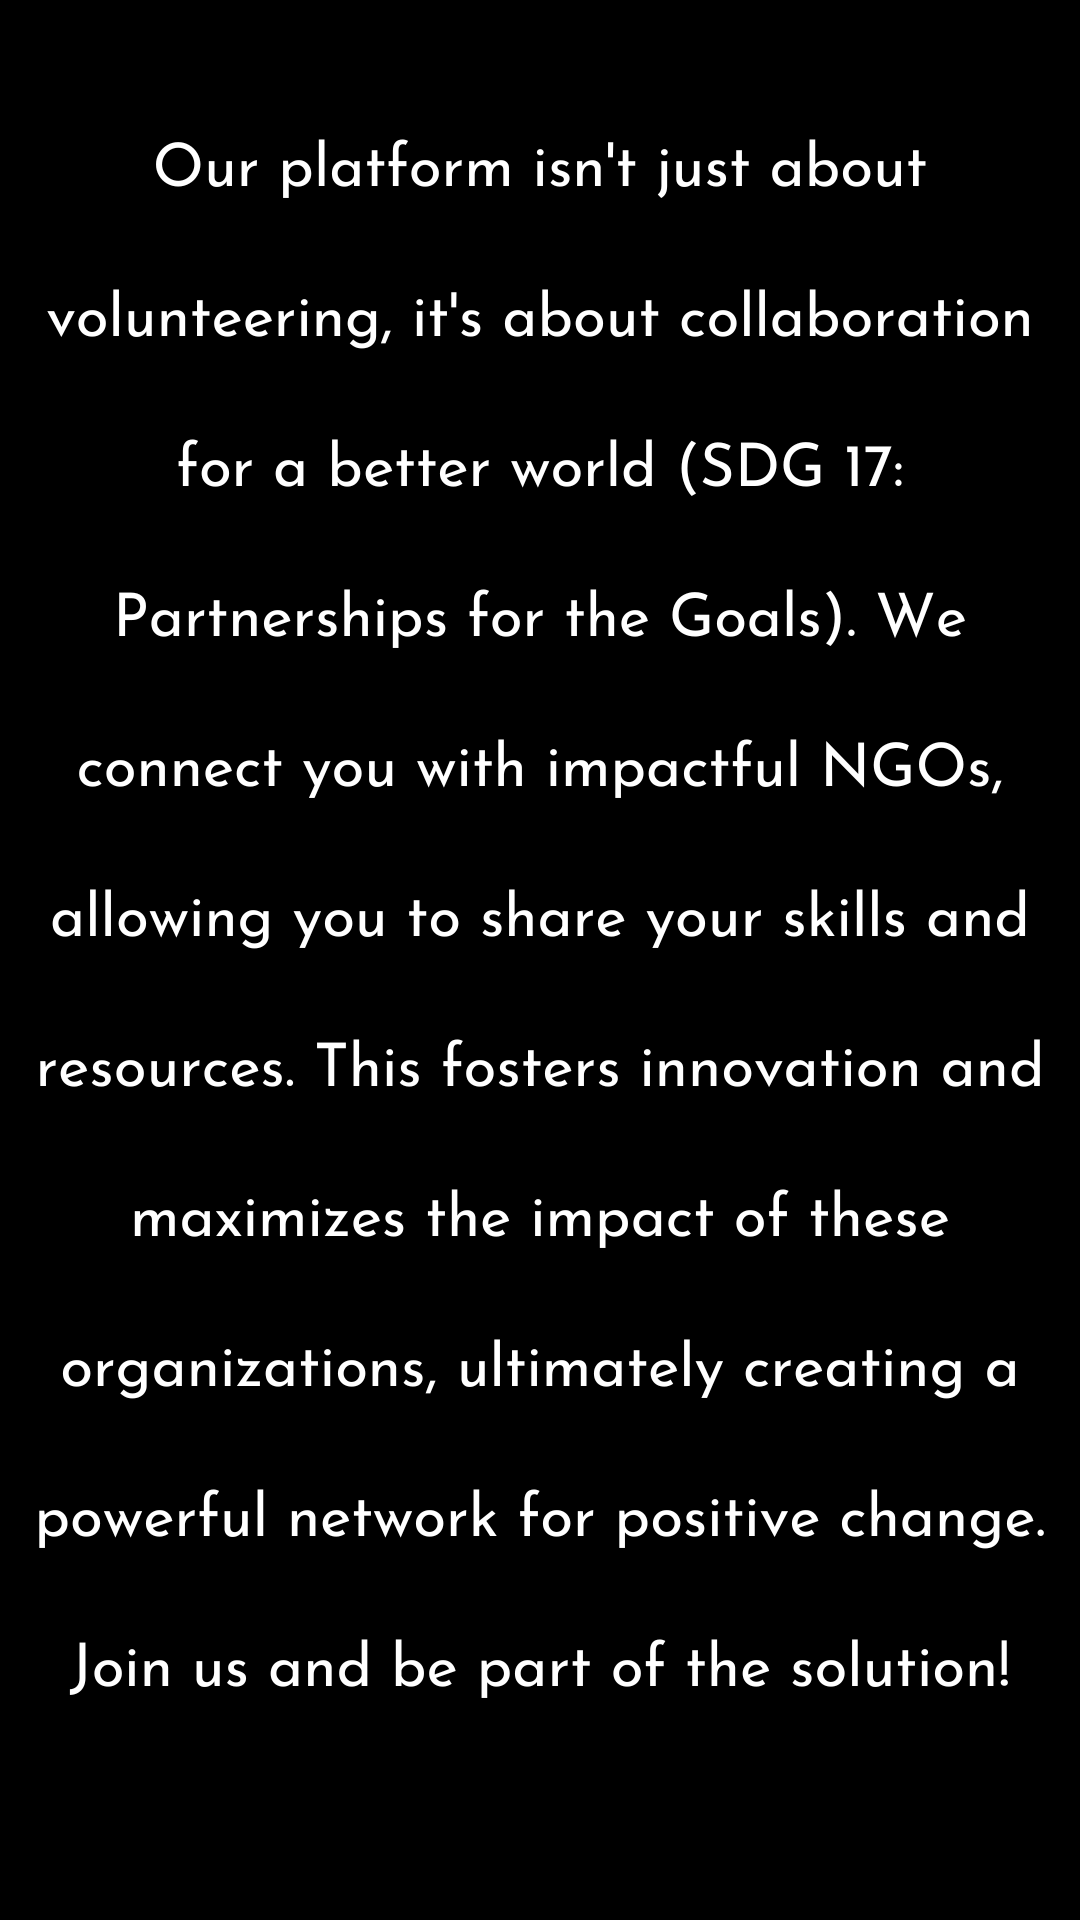 Our platform isn't just about
volunteering, it's about collaboration
for a better world (SDG 17:
Partnerships for the Goals). We
connect you with impactful NGOs,
allowing you to share your skills and
resources. This fosters innovation and
maximizes the impact of these
organizations, ultimately creating a
powerful network for positive change.
Join us and be part of the solution!